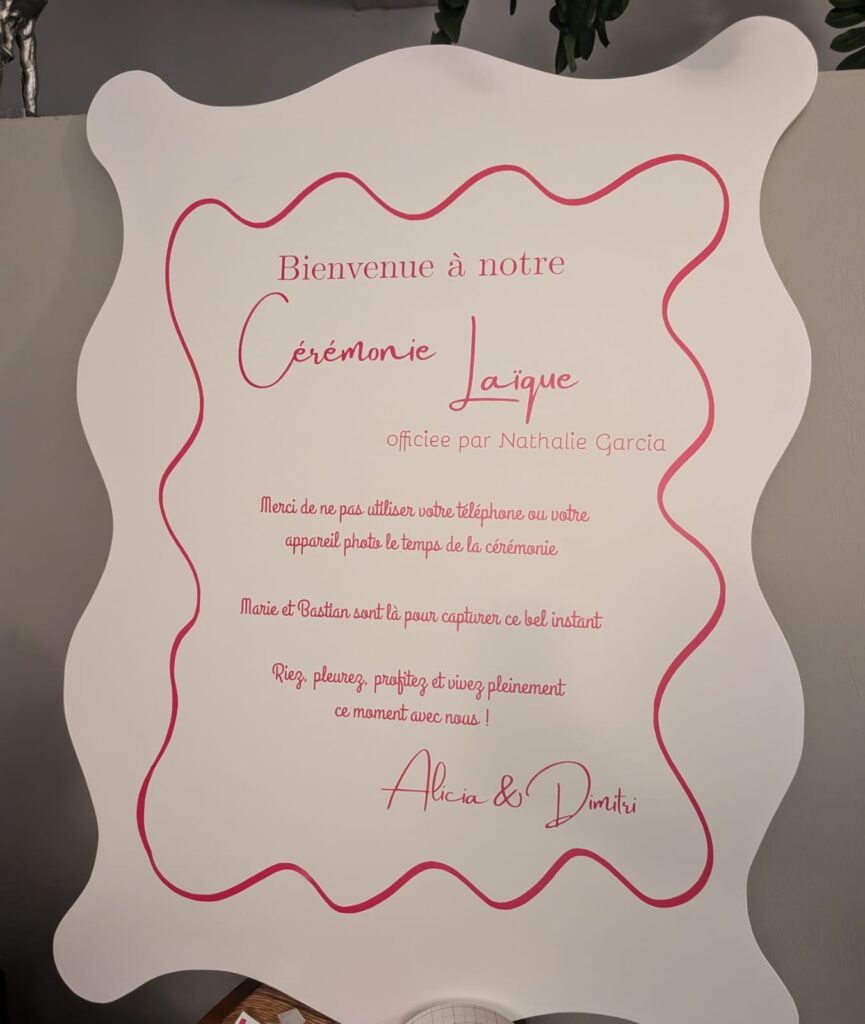 Bienvenue à notre
Cérémonie Laïque
officiee par Nathalie Garcia
Merci de ne pas utiliser votre téléphone ou votre
appareil photo le temps de la cérémonie
Marie et Bastian sont là pour capturer ce bel instant
Riez, pleurez, profitez et vivez pleinement
ce moment avec nous !
Alicia & Dimitri